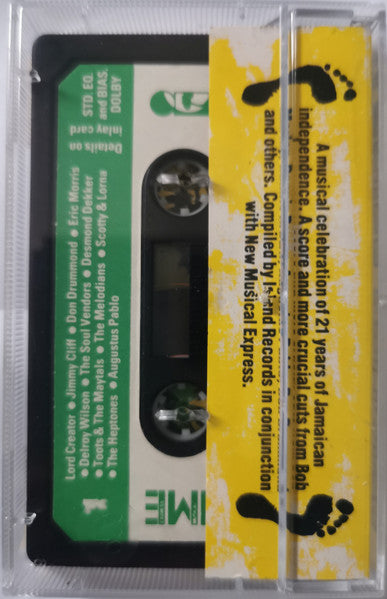 A musical celebration of 21 years of Jamaican
independence. A score and more crucial cuts from Bob
and others. Compiled by Island Records in conjunction
with New Musical Express.
STD. EQ.
and BIAS.
DOLBY
Details on
inlay card
Lord Creator • Jimmy Cliff • Don Drummond • Eric Morris
• Delroy Wilson • The Soul Vendors • Desmond Dekker
• Toots & The Maytals • The Melodians • Scotty & Lorna
• The Heptones • Augustus Pablo
ME